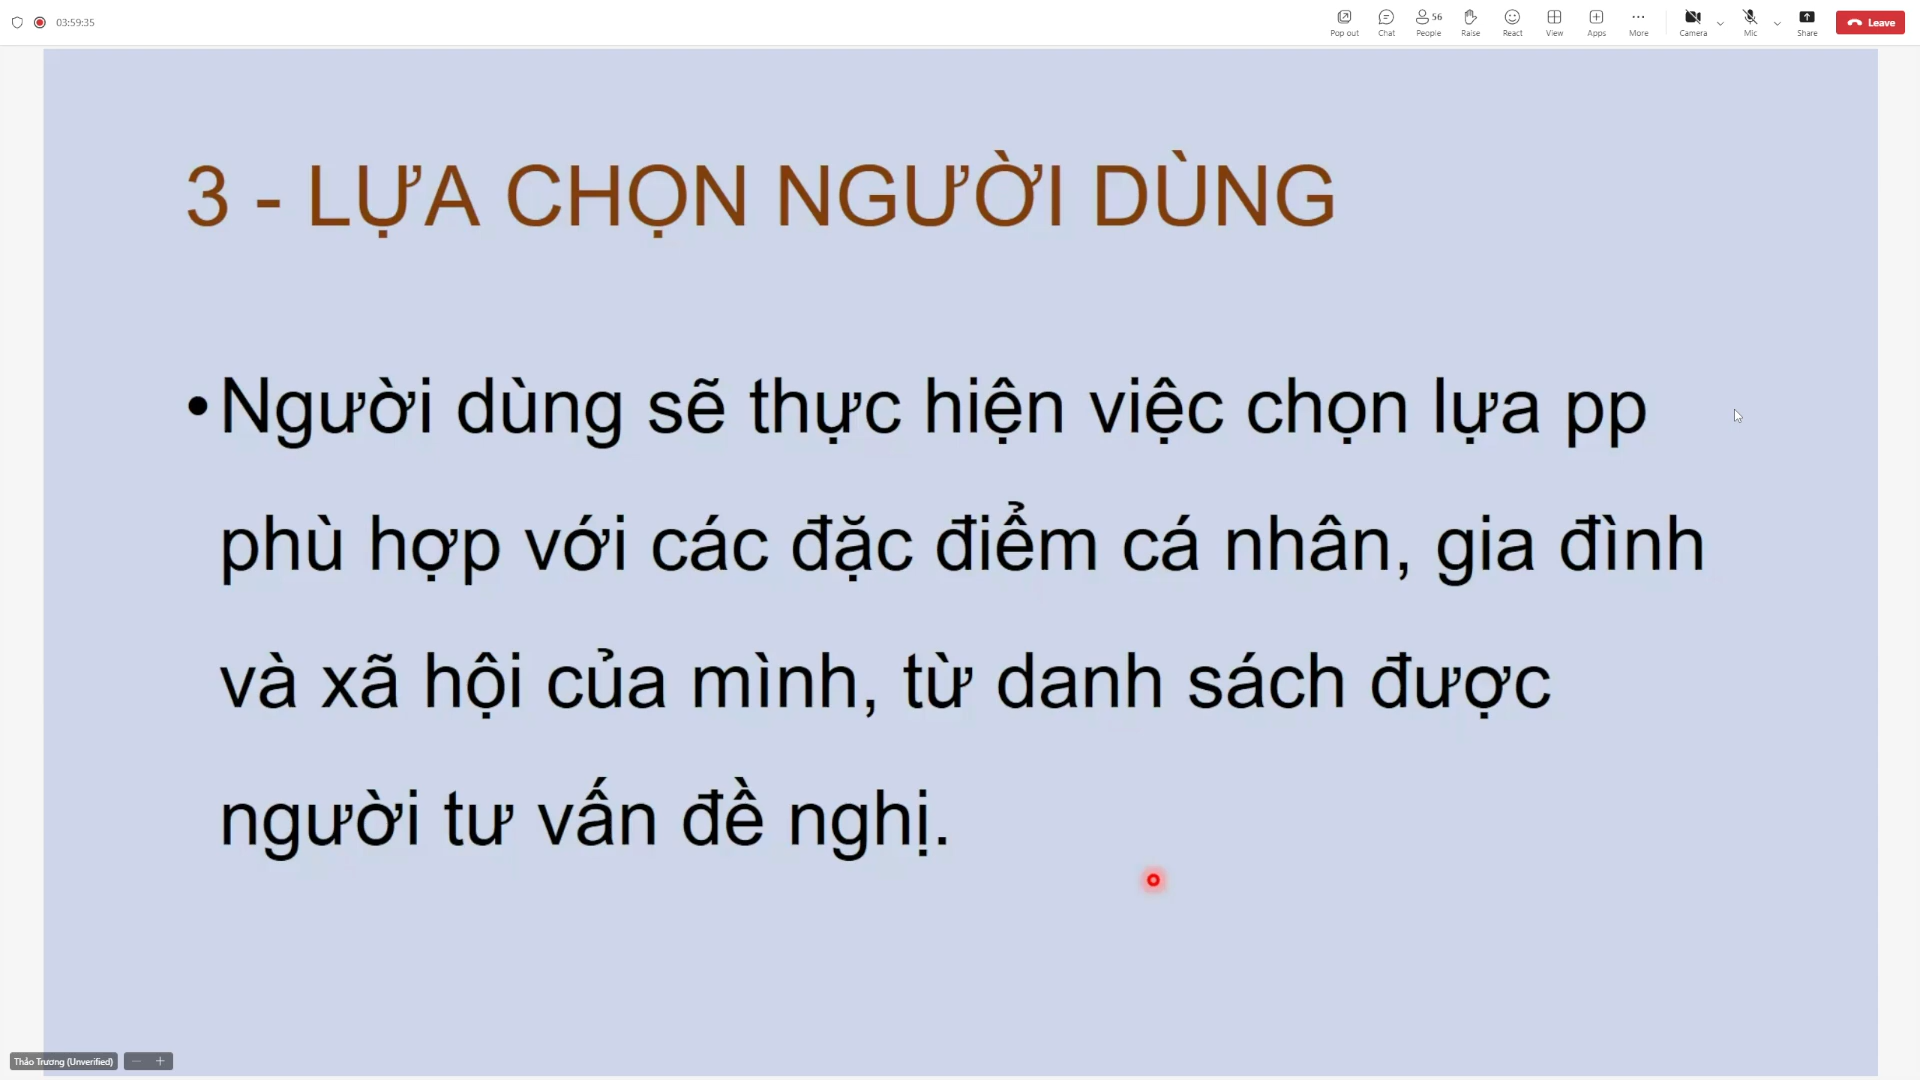 03:59:35
Pop out
Chat
56
People
Raise
React
View
Apps
More
Camera
Mic
Share
Leave
3 - LỰA CHỌN NGƯỜI DÙNG
• Người dùng sẽ thực hiện việc chọn lựa pp
phù hợp với các đặc điểm cá nhân, gia đình
và xã hội của mình, từ danh sách được
người tư vấn đề nghị.
Thảo Trương (Unverified)